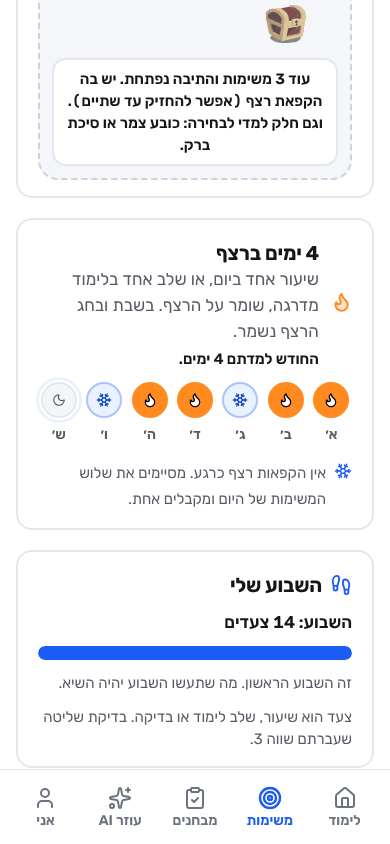 עוד 3 משימות והתיבה נפתחת. יש בה
הקפאת רצף (אפשר להחזיק עד שתיים).
וגם חלק למדי לבחירה: כובע צמר או סיכת
ברק.
4 ימים ברצף
שיעור אחד ביום, או שלב אחד בלימוד
מדרגה, שומר על הרצף. בשבת ובחג
הרצף נשמר.
החודש למדתם 4 ימים.
א׳ ב׳ ג׳ ד׳ ה׳ ו׳ ש׳
אין הקפאות רצף כרגע. מסיימים את שלוש
המשימות של היום ומקבלים אחת.
השבוע שלי
השבוע: 14 צעדים
זה השבוע הראשון. מה שתעשו השבוע יהיה השיא.
צעד הוא שיעור, שלב לימוד או בדיקה. בדיקת שליטה
שעברתם שווה 3.
לימוד משימות מבחנים עוזר AI אני